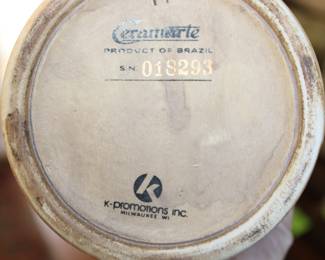 Ceramarte
PRODUCT OF BRAZIL
S.N. 018293
K
K-PROMOTIONS INC.
MILWAUKEE, WI